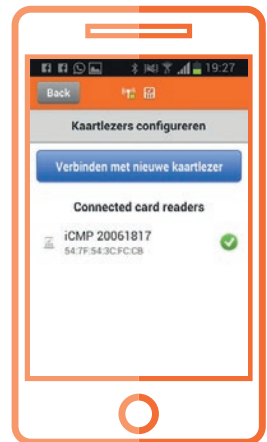 19:27
Back
Kaartlezers configureren
Verbinden met nieuwe kaartlezer
Connected card readers
iCMP 20061817
54:7F:54:3C:FC:CB